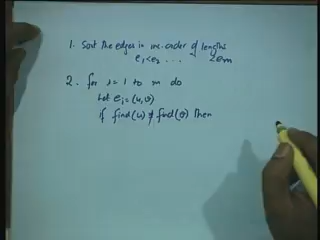 1. Sort the edges in inc-order of lengths
e₁<e₂ ... <em
2. for i = 1 to m do
let eᵢ = (u,v)
if find(u) ≠ find(v) then